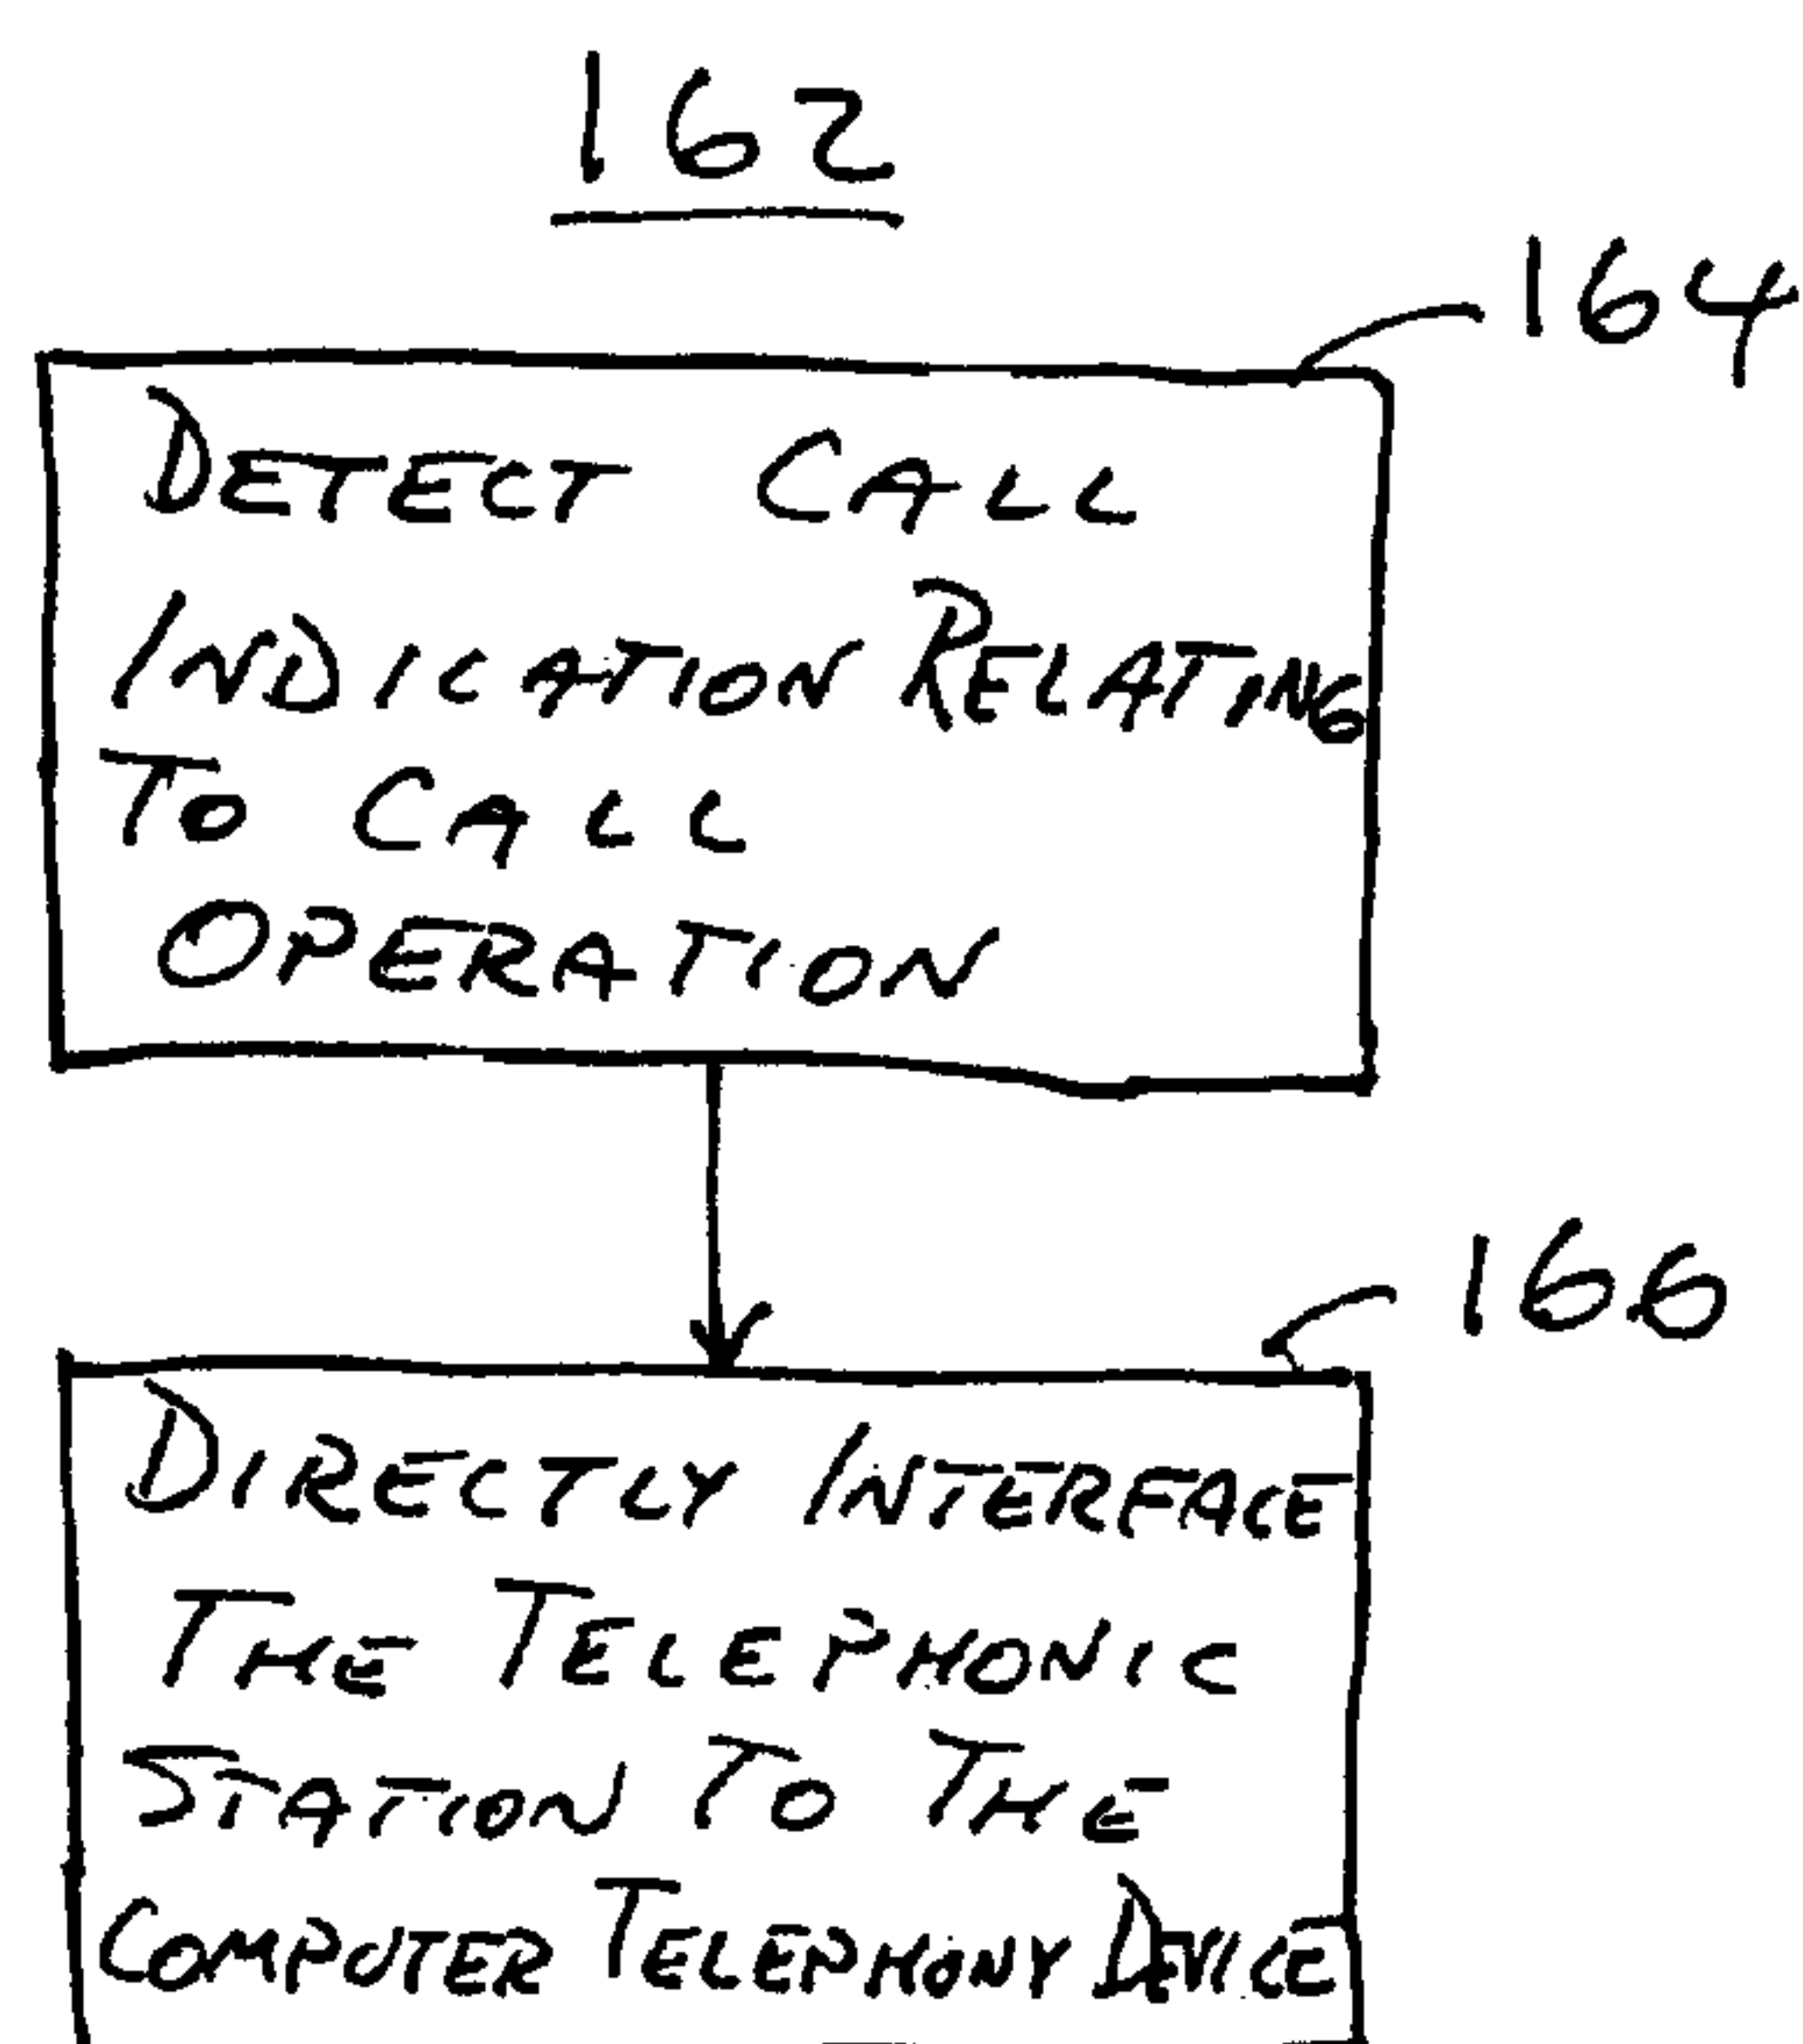 162
164
DETECT CALL
INDICATION RELATING
TO CALL
OPERATION
166
DIRECTLY INTERFACE
THE TELEPHONIC
STATION TO THE
COMPUTER TELEPHONY DEVICE